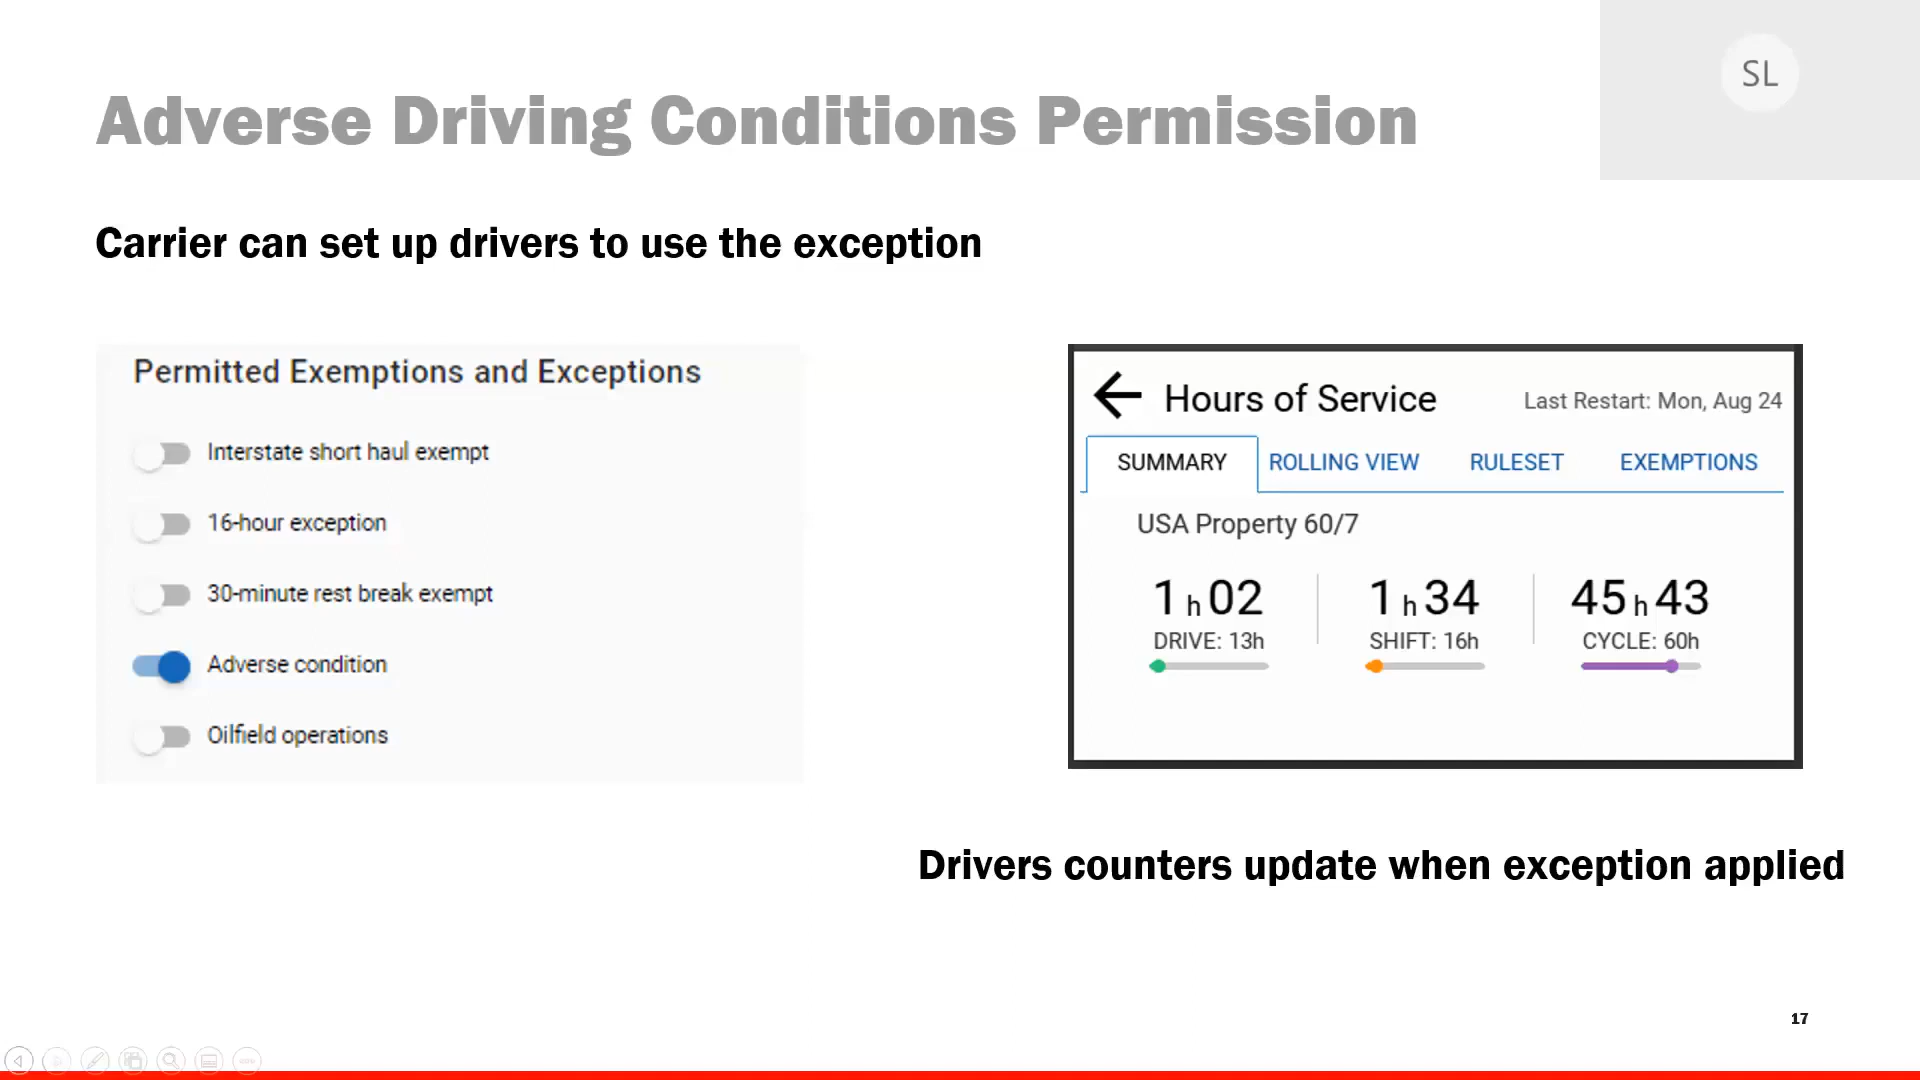 SL
Adverse Driving Conditions Permission
Carrier can set up drivers to use the exception
Permitted Exemptions and Exceptions
Interstate short haul exempt
16-hour exception
30-minute rest break exempt
Adverse condition
Oilfield operations
Hours of Service
Last Restart: Mon, Aug 24
SUMMARY ROLLING VIEW RULESET EXEMPTIONS
USA Property 60/7
1 h 02 1 h 34 45 h 43
DRIVE: 13h SHIFT: 16h CYCLE: 60h
Drivers counters update when exception applied
17